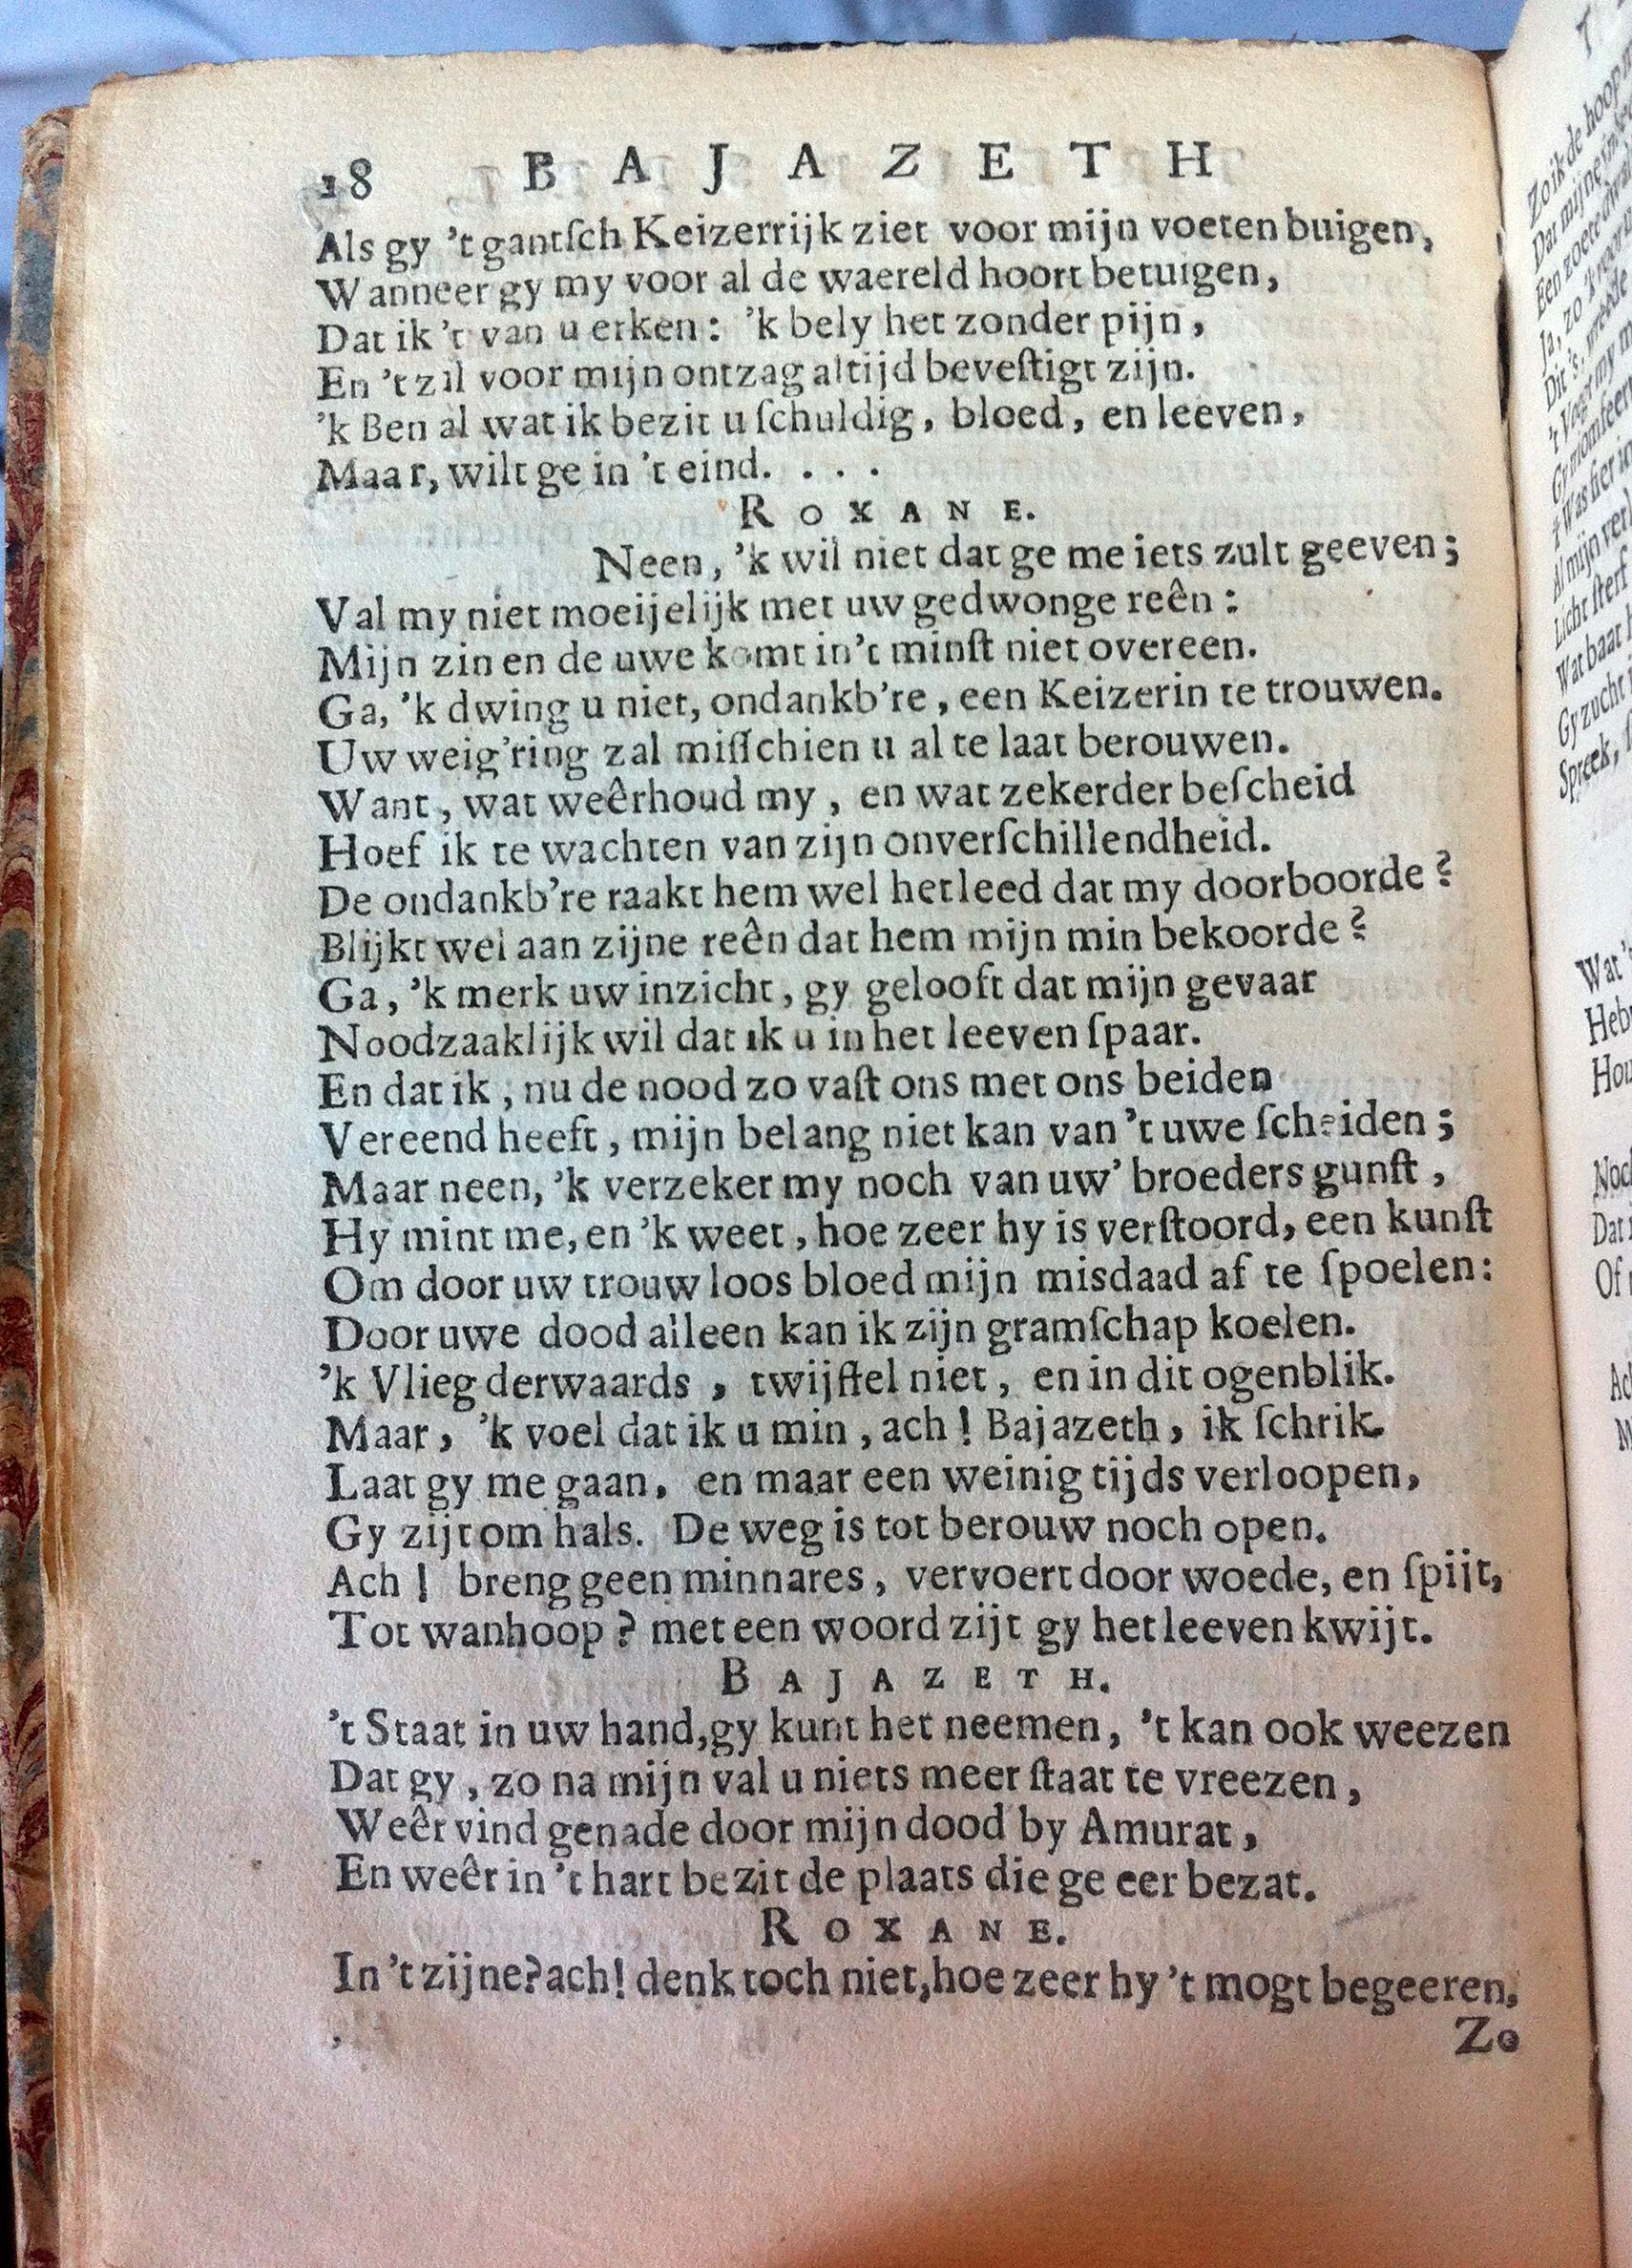 18 BAJAZETH
Als gy 't gantſch Keizerrijk ziet voor mijn voeten buigen,
Wanneer gy my voor al de waereld hoort betuigen,
Dat ik 't van u erken: 'k bely het zonder pijn,
En 't zil voor mijn ontzag altijd beveſtigt zijn.
'k Ben al wat ik bezit u ſchuldig, bloed, en leeven,
Maar, wilt ge in 't eind. . . .
ROXANE.
Neen, 'k wil niet dat ge me iets zult geeven;
Val my niet moeijelijk met uw gedwonge reên:
Mijn zin en de uwe komt in't minſt niet overeen.
Ga, 'k dwing u niet, ondankb're, een Keizerin te trouwen.
Uw weig'ring zal miſſchien u al te laat berouwen.
Want, wat weêrhoud my, en wat zekerder beſcheid
Hoef ik te wachten van zijn onverſchillendheid.
De ondankb're raakt hem wel het leed dat my doorboorde?
Blijkt wel aan zijne reên dat hem mijn min bekoorde?
Ga, 'k merk uw inzicht, gy gelooft dat mijn gevaar
Noodzaaklijk wil dat ik u in het leeven ſpaar.
En dat ik, nu de nood zo vaſt ons met ons beiden
Vereend heeft, mijn belang niet kan van 't uwe ſcheiden;
Maar neen, 'k verzeker my noch van uw' broeders gunſt,
Hy mint me, en 'k weet, hoe zeer hy is verſtoord, een kunſt
Om door uw trouwloos bloed mijn misdaad af te ſpoelen:
Door uwe dood alleen kan ik zijn gramſchap koelen.
'k Vlieg derwaards, twijffel niet, en in dit ogenblik.
Maar, 'k voel dat ik u min, ach! Bajazeth, ik ſchrik.
Laat gy me gaan, en maar een weinig tijds verloopen,
Gy zijt om hals. De weg is tot berouw noch open.
Ach! breng geen minnares, vervoert door woede, en ſpijt,
Tot wanhoop? met een woord zijt gy het leeven kwijt.
BAJAZETH.
't Staat in uw hand, gy kunt het neemen, 't kan ook weezen
Dat gy, zo na mijn val u niets meer ſtaat te vreezen,
Weêr vind genade door mijn dood by Amurat,
En weêr in 't hart bezit de plaats die ge eer bezat.
ROXANE.
In 't zijne? ach! denk toch niet, hoe zeer hy 't mogt begeeren,
Zo